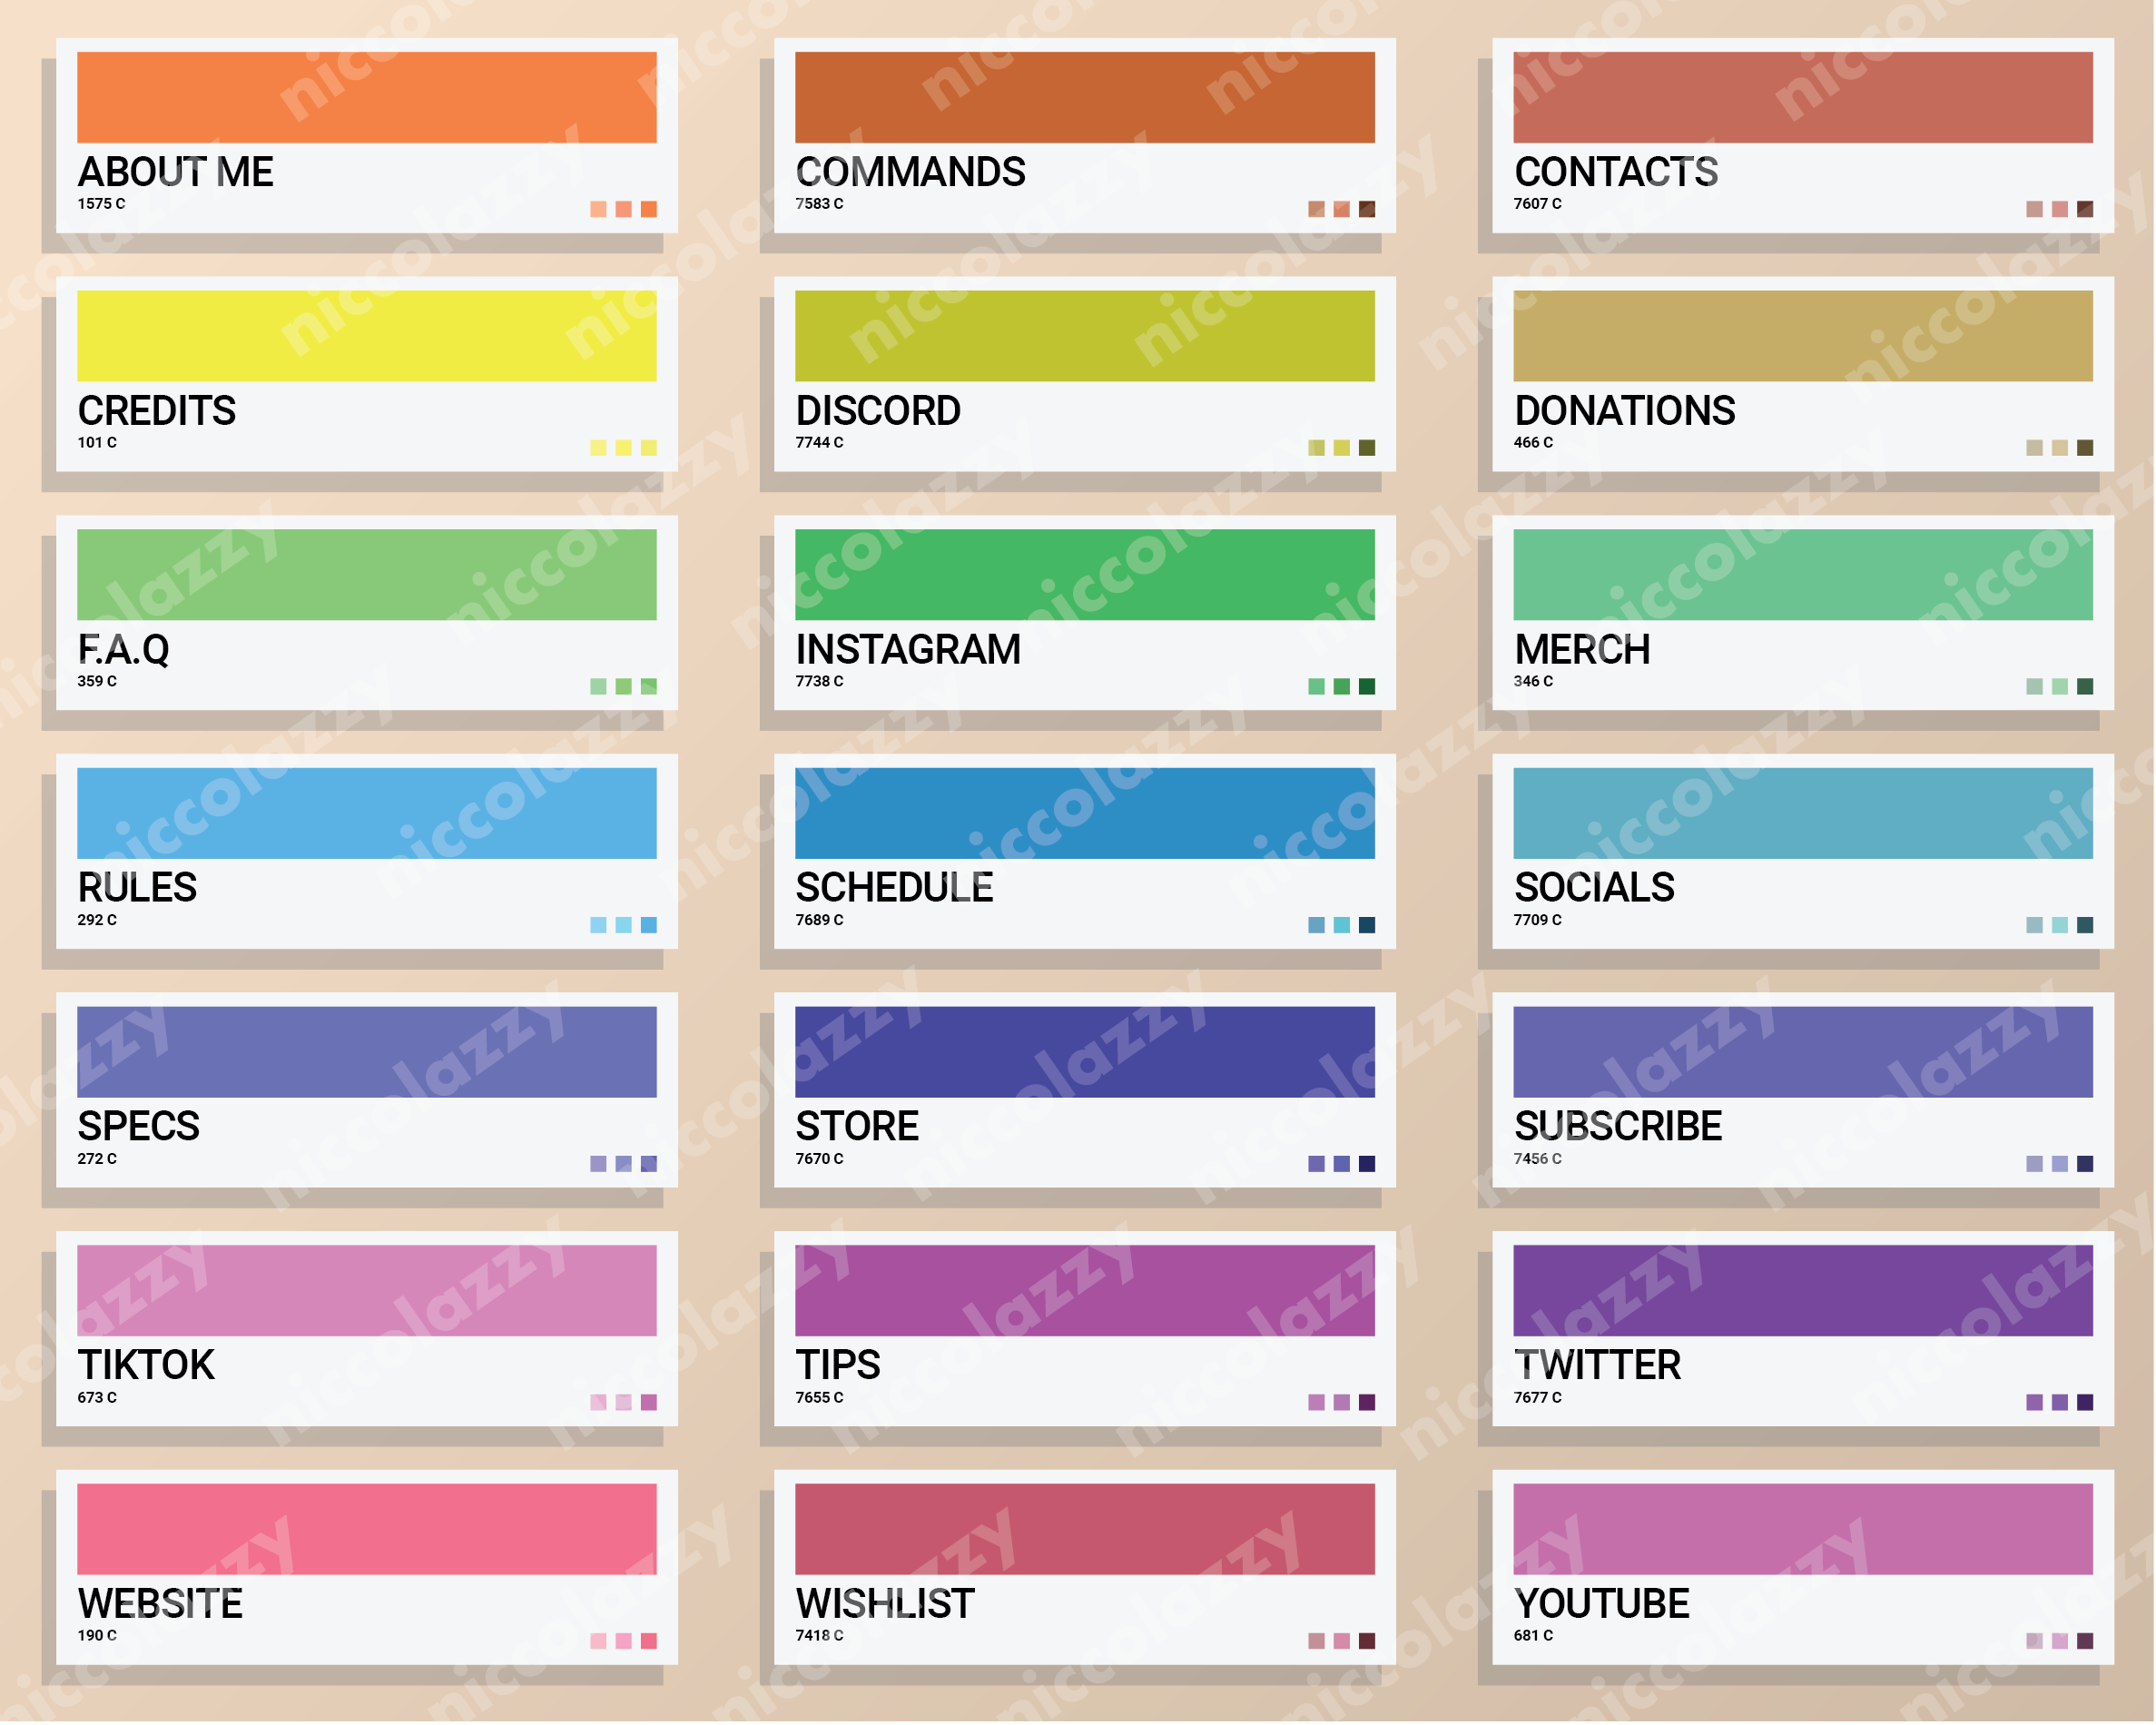 ABOUT ME
1575 C
COMMANDS
7583 C
CONTACTS
7607 C
CREDITS
101 C
DISCORD
7744 C
DONATIONS
466 C
F.A.Q
359 C
INSTAGRAM
7738 C
MERCH
346 C
RULES
292 C
SCHEDULE
7689 C
SOCIALS
7709 C
SPECS
272 C
STORE
7670 C
SUBSCRIBE
7456 C
TIKTOK
673 C
TIPS
7655 C
TWITTER
7677 C
WEBSITE
190 C
WISHLIST
7418 C
YOUTUBE
681 C
niccolazzy